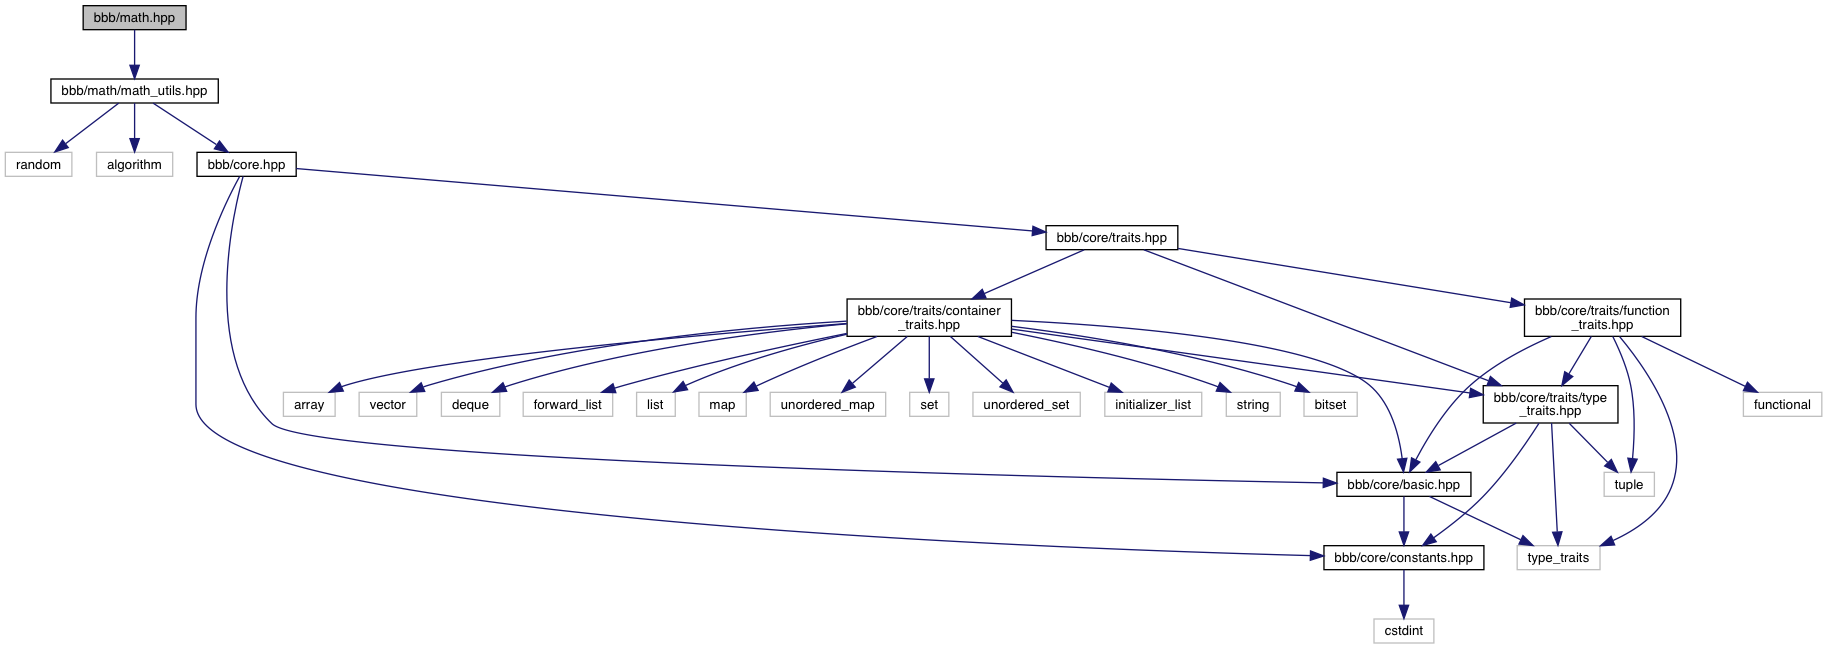 bbb/math.hpp
bbb/math/math_utils.hpp
random
algorithm
bbb/core.hpp
bbb/core/traits.hpp
bbb/core/traits/container
_traits.hpp
bbb/core/traits/function
_traits.hpp
array
vector
deque
forward_list
list
map
unordered_map
set
unordered_set
initializer_list
string
bitset
bbb/core/traits/type
_traits.hpp
functional
bbb/core/basic.hpp
tuple
bbb/core/constants.hpp
type_traits
cstdint